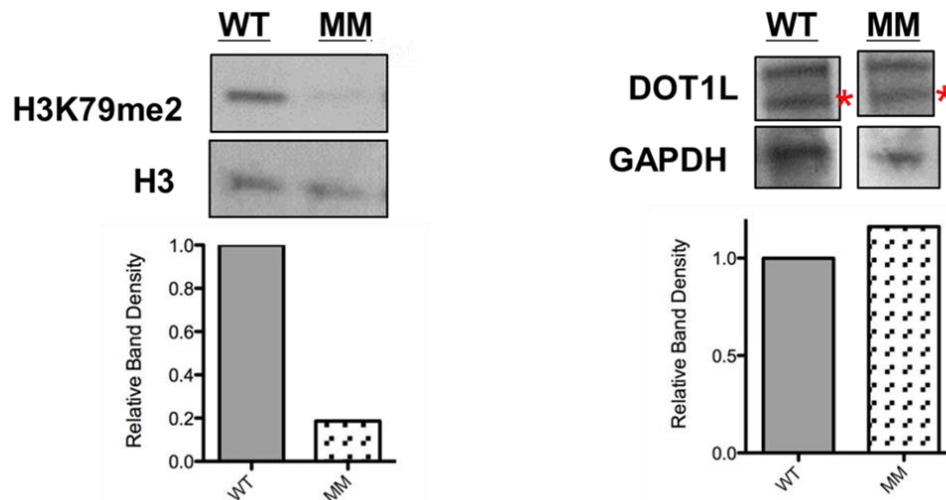 WT MM
H3K79me2
H3
Relative Band Density
1.0
0.8
0.6
0.4
0.2
0.0
WT MM
WT MM
DOT1L
*
*
GAPDH
Relative Band Density
1.0
0.5
0.0
WT MM